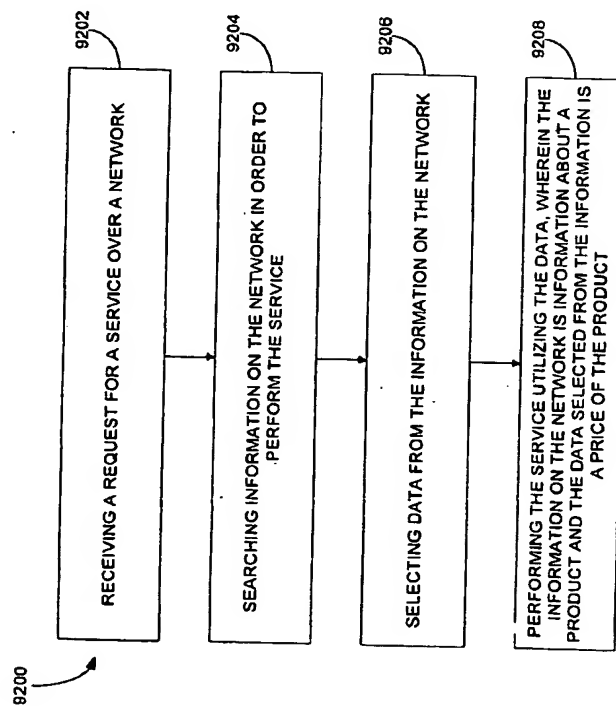 9200
9202
RECEIVING A REQUEST FOR A SERVICE OVER A NETWORK
9204
SEARCHING INFORMATION ON THE NETWORK IN ORDER TO
PERFORM THE SERVICE
9206
SELECTING DATA FROM THE INFORMATION ON THE NETWORK
9208
PERFORMING THE SERVICE UTILIZING THE DATA, WHEREIN THE
INFORMATION ON THE NETWORK IS INFORMATION ABOUT A
PRODUCT AND THE DATA SELECTED FROM THE INFORMATION IS
A PRICE OF THE PRODUCT